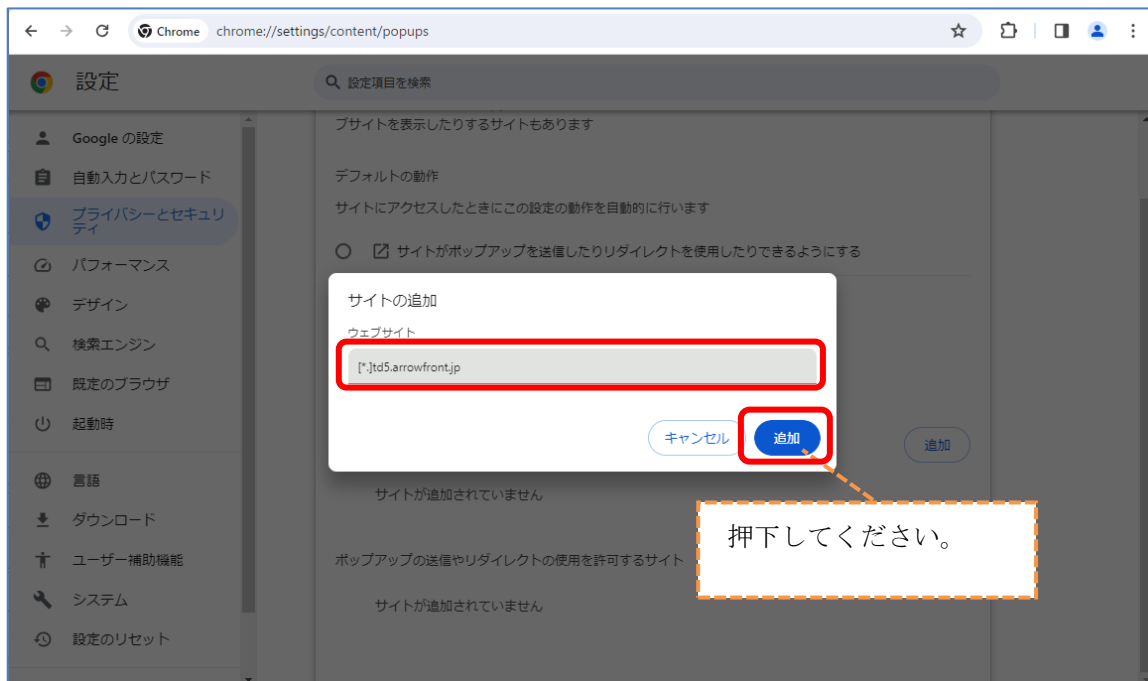 Chrome chrome://settings/content/popups
設定
設定項目を検索
Google の設定
自動入力とパスワード
プライバシーとセキュリ
ティ
パフォーマンス
デザイン
検索エンジン
既定のブラウザ
起動時
言語
ダウンロード
ユーザー補助機能
システム
設定のリセット
ブサイトを表示したりするサイトもあります
デフォルトの動作
サイトにアクセスしたときにこの設定の動作を自動的に行います
サイトがポップアップを送信したりリダイレクトを使用したりできるようにする
サイトの追加
ウェブサイト
[*.]td5.arrowfront.jp
キャンセル 追加
追加
サイトが追加されていません
押下してください。
ポップアップの送信やリダイレクトの使用を許可するサイト
サイトが追加されていません